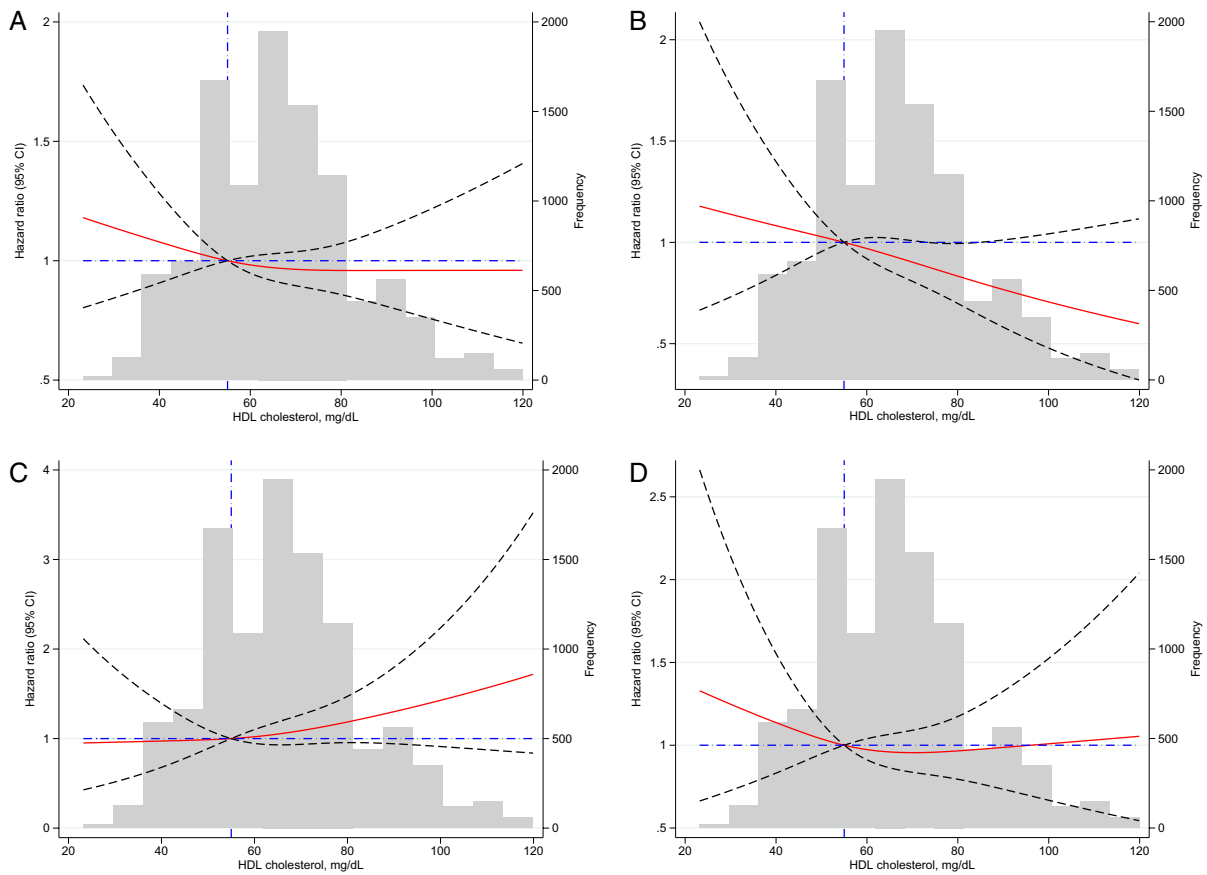 A
Hazard ratio (95% CI)
2
1.5
1
.5
2000
1500
1000
500
0
Frequency
20 40 60 80 100 120
HDL cholesterol, mg/dL
B
Hazard ratio (95% CI)
2
1.5
1
.5
2000
1500
1000
500
0
Frequency
20 40 60 80 100 120
HDL cholesterol, mg/dL
C
Hazard ratio (95% CI)
4
3
2
1
0
2000
1500
1000
500
0
Frequency
20 40 60 80 100 120
HDL cholesterol, mg/dL
D
Hazard ratio (95% CI)
2.5
2
1.5
1
.5
2000
1500
1000
500
0
Frequency
20 40 60 80 100 120
HDL cholesterol, mg/dL